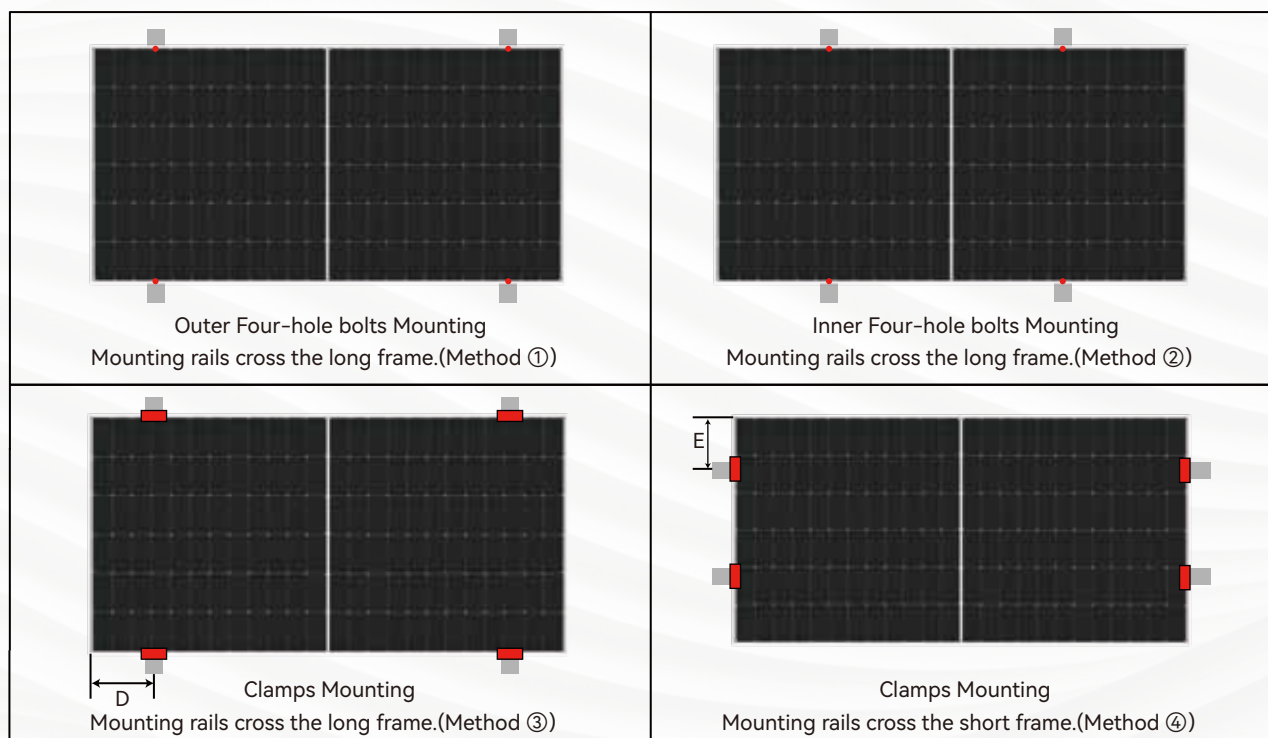 Outer Four-hole bolts Mounting
Mounting rails cross the long frame.(Method ①)
Inner Four-hole bolts Mounting
Mounting rails cross the long frame.(Method ②)
D
Clamps Mounting
Mounting rails cross the long frame.(Method ③)
E
Clamps Mounting
Mounting rails cross the short frame.(Method ④)